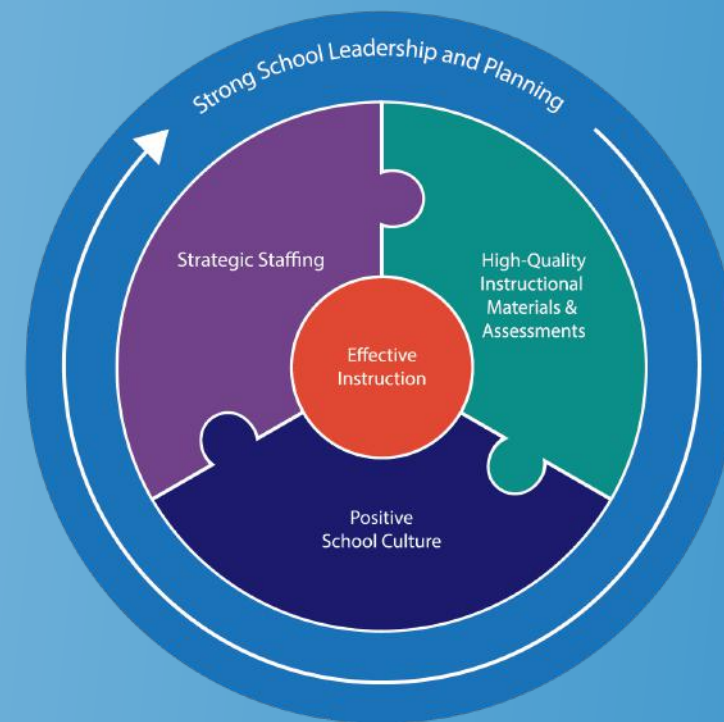 Strong School Leadership and Planning
Strategic Staffing
High-Quality
Instructional
Materials &
Assessments
Effective
Instruction
Positive
School Culture